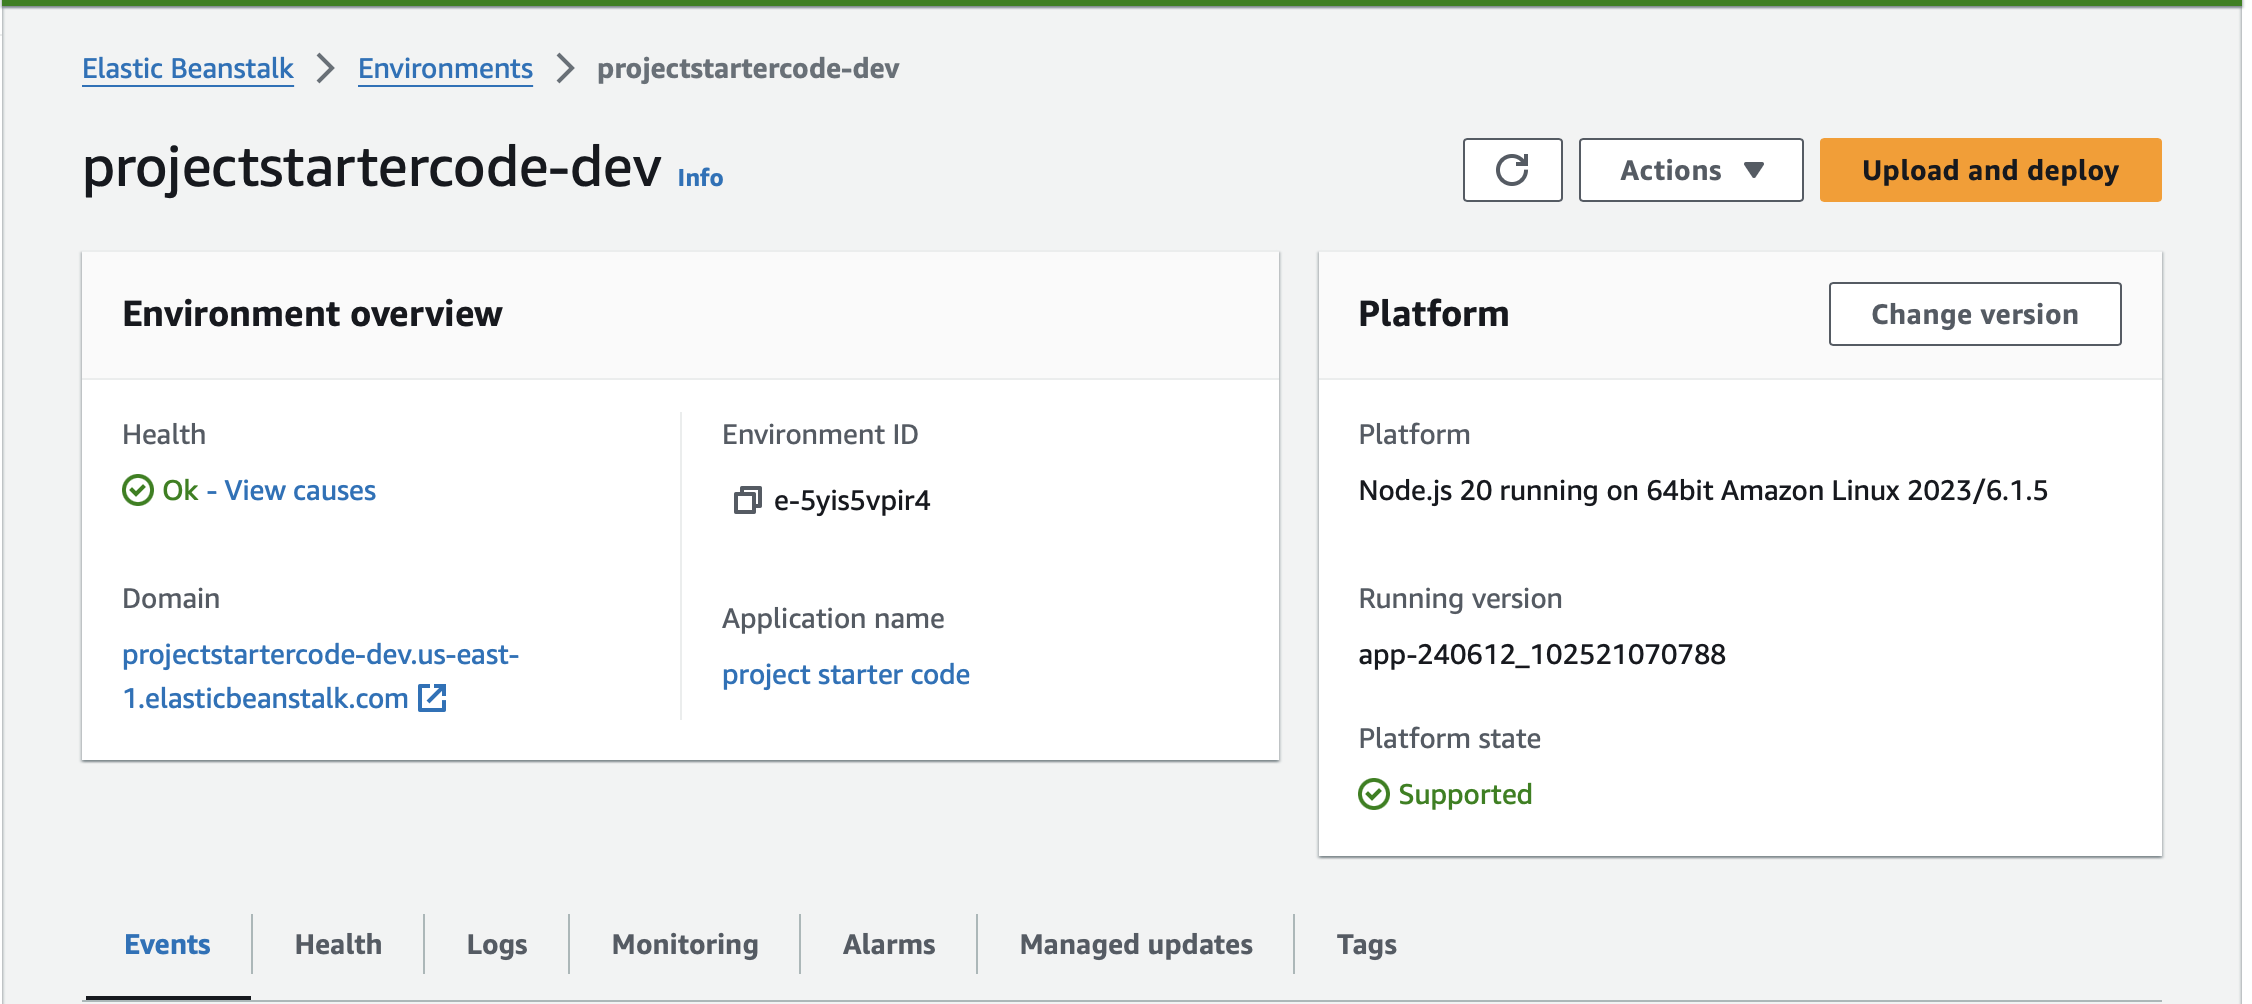 Elastic Beanstalk > Environments > projectstartercode-dev
projectstartercode-dev Info
Actions ▼
Upload and deploy
Environment overview
Health
Ok - View causes
Domain
projectstartercode-dev.us-east-
1.elasticbeanstalk.com
Environment ID
e-5yis5vpir4
Application name
project starter code
Platform
Change version
Platform
Node.js 20 running on 64bit Amazon Linux 2023/6.1.5
Running version
app-240612_102521070788
Platform state
Supported
Events
Health
Logs
Monitoring
Alarms
Managed updates
Tags